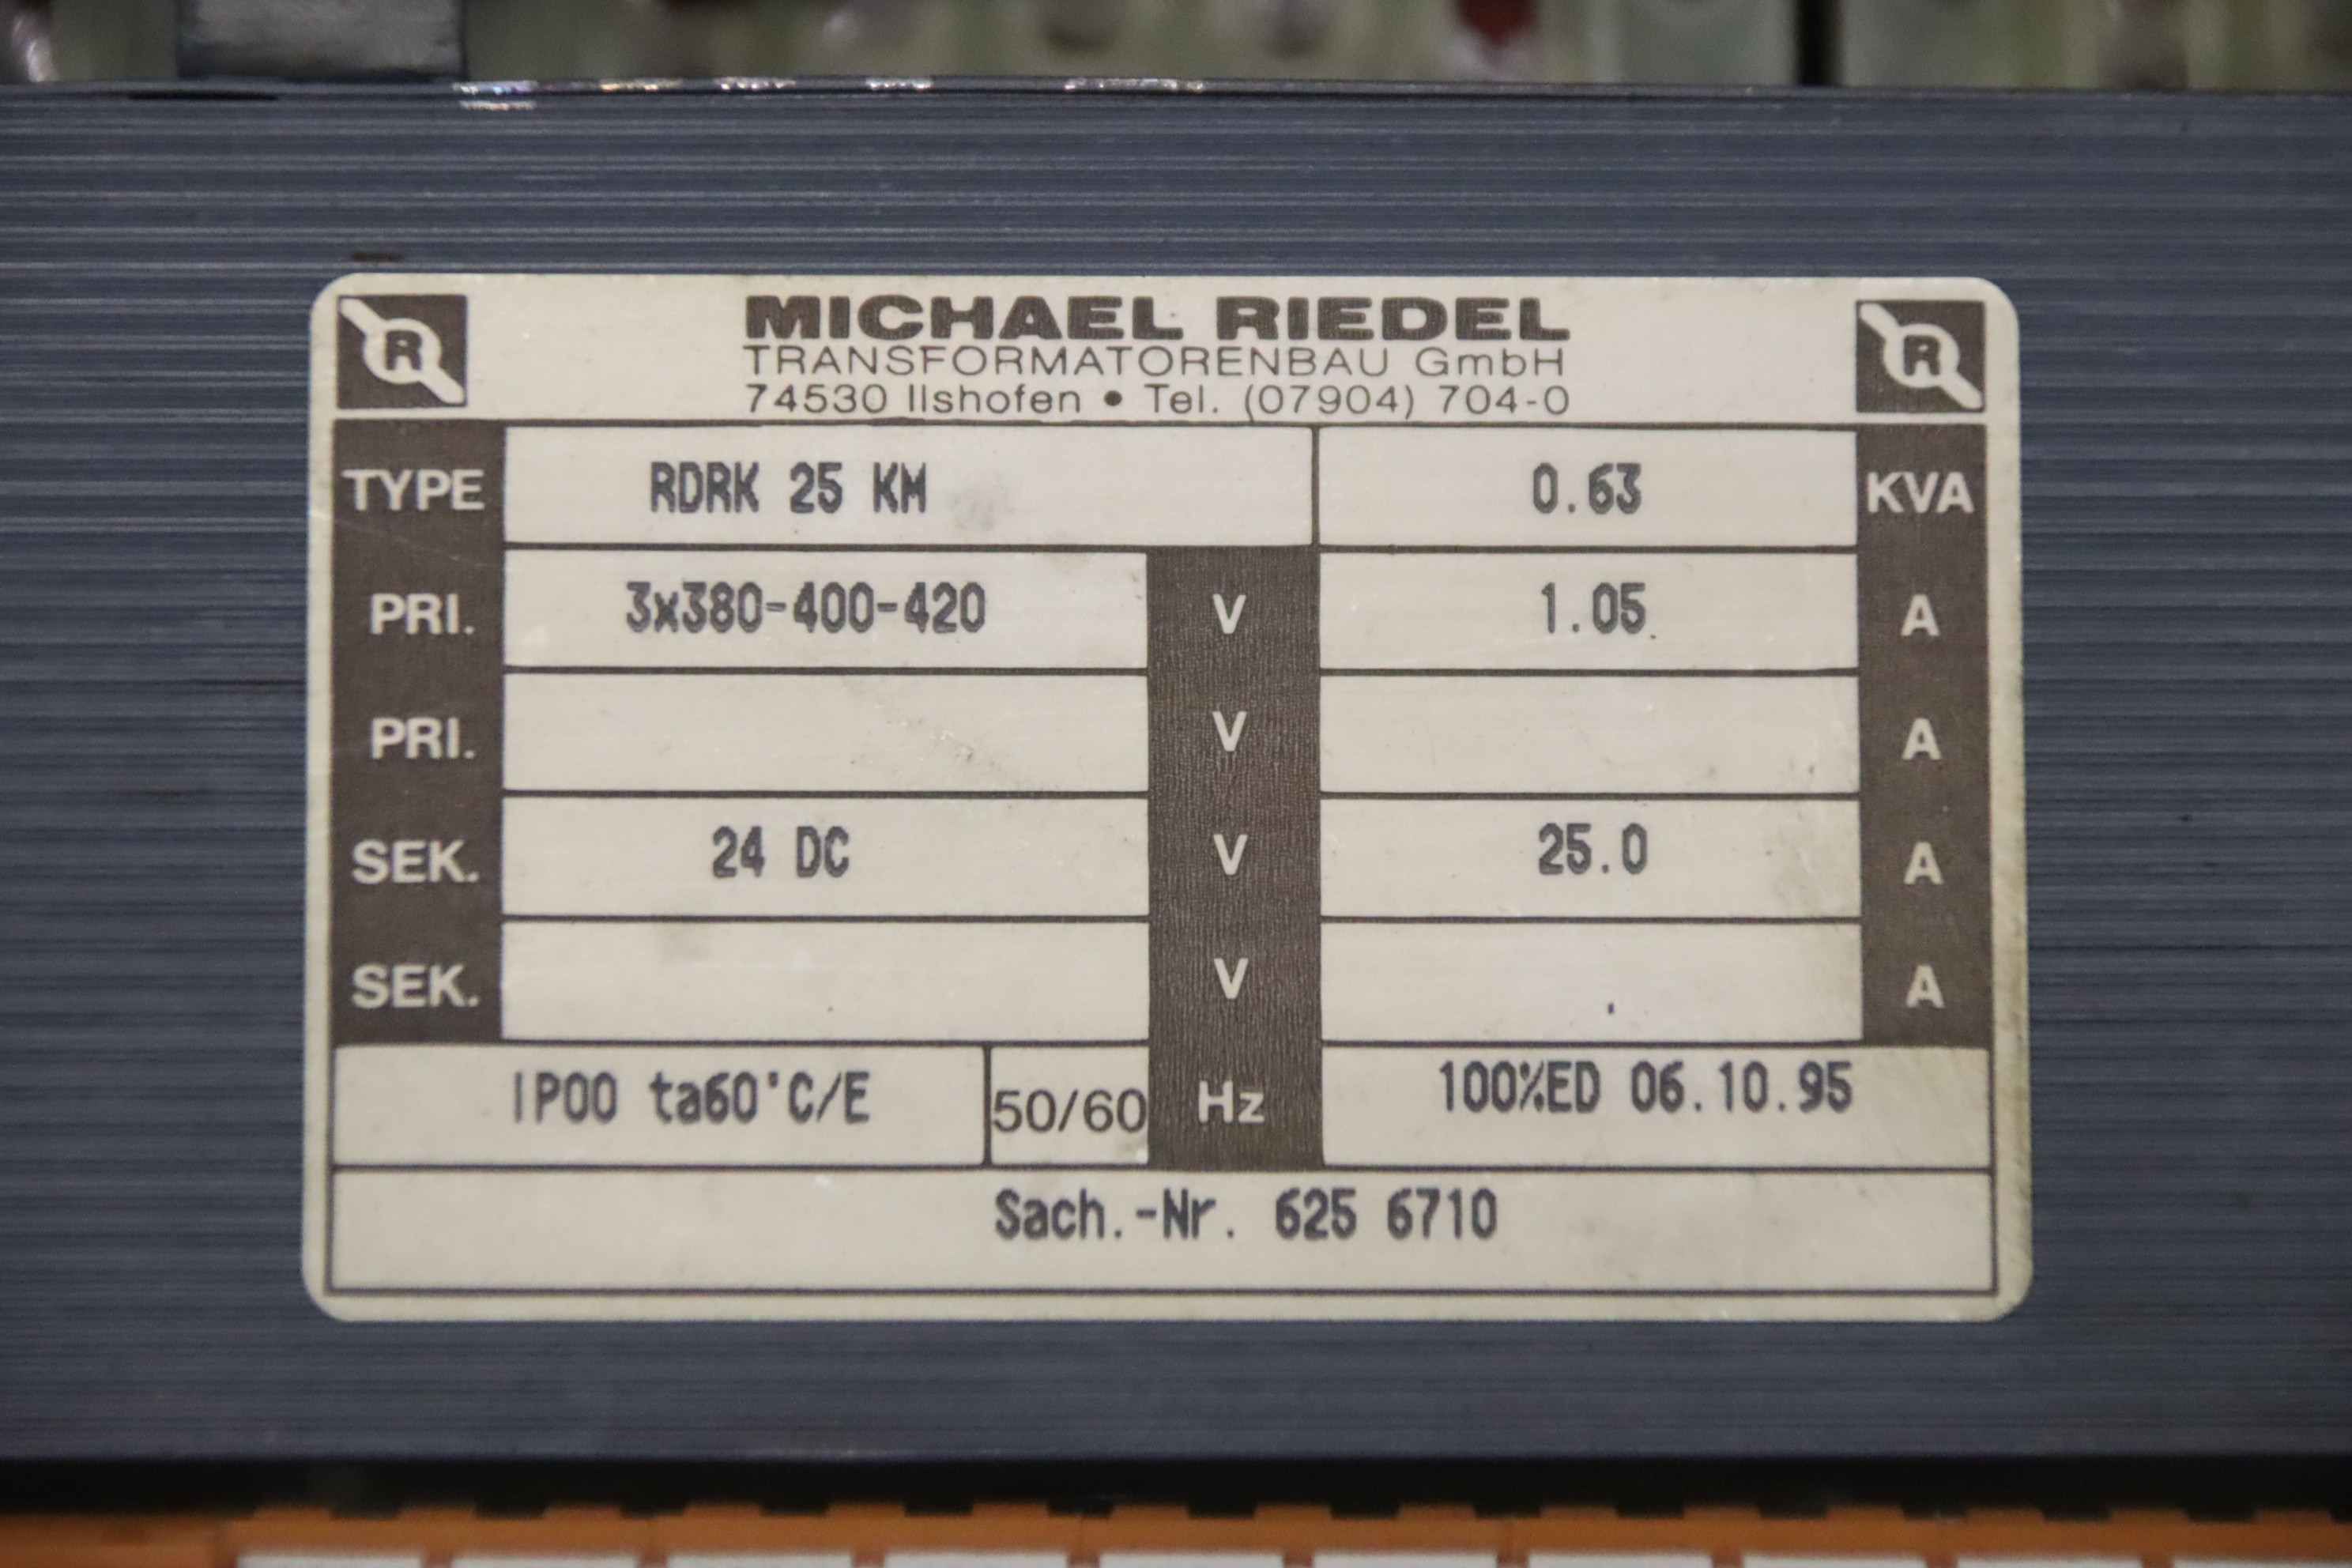 R
R
MICHAEL RIEDEL
TRANSFORMATORENBAU GmbH
74530 Ilshofen • Tel. (07904) 704-0
TYPE RDRK 25 KM 0.63 KVA
PRI. 3x380-400-420 V 1.05 A
PRI. V A
SEK. 24 DC V 25.0 A
SEK. V A
IP00 ta60°C/E 50/60 Hz 100%ED 06.10.95
Sach.-Nr. 625 6710